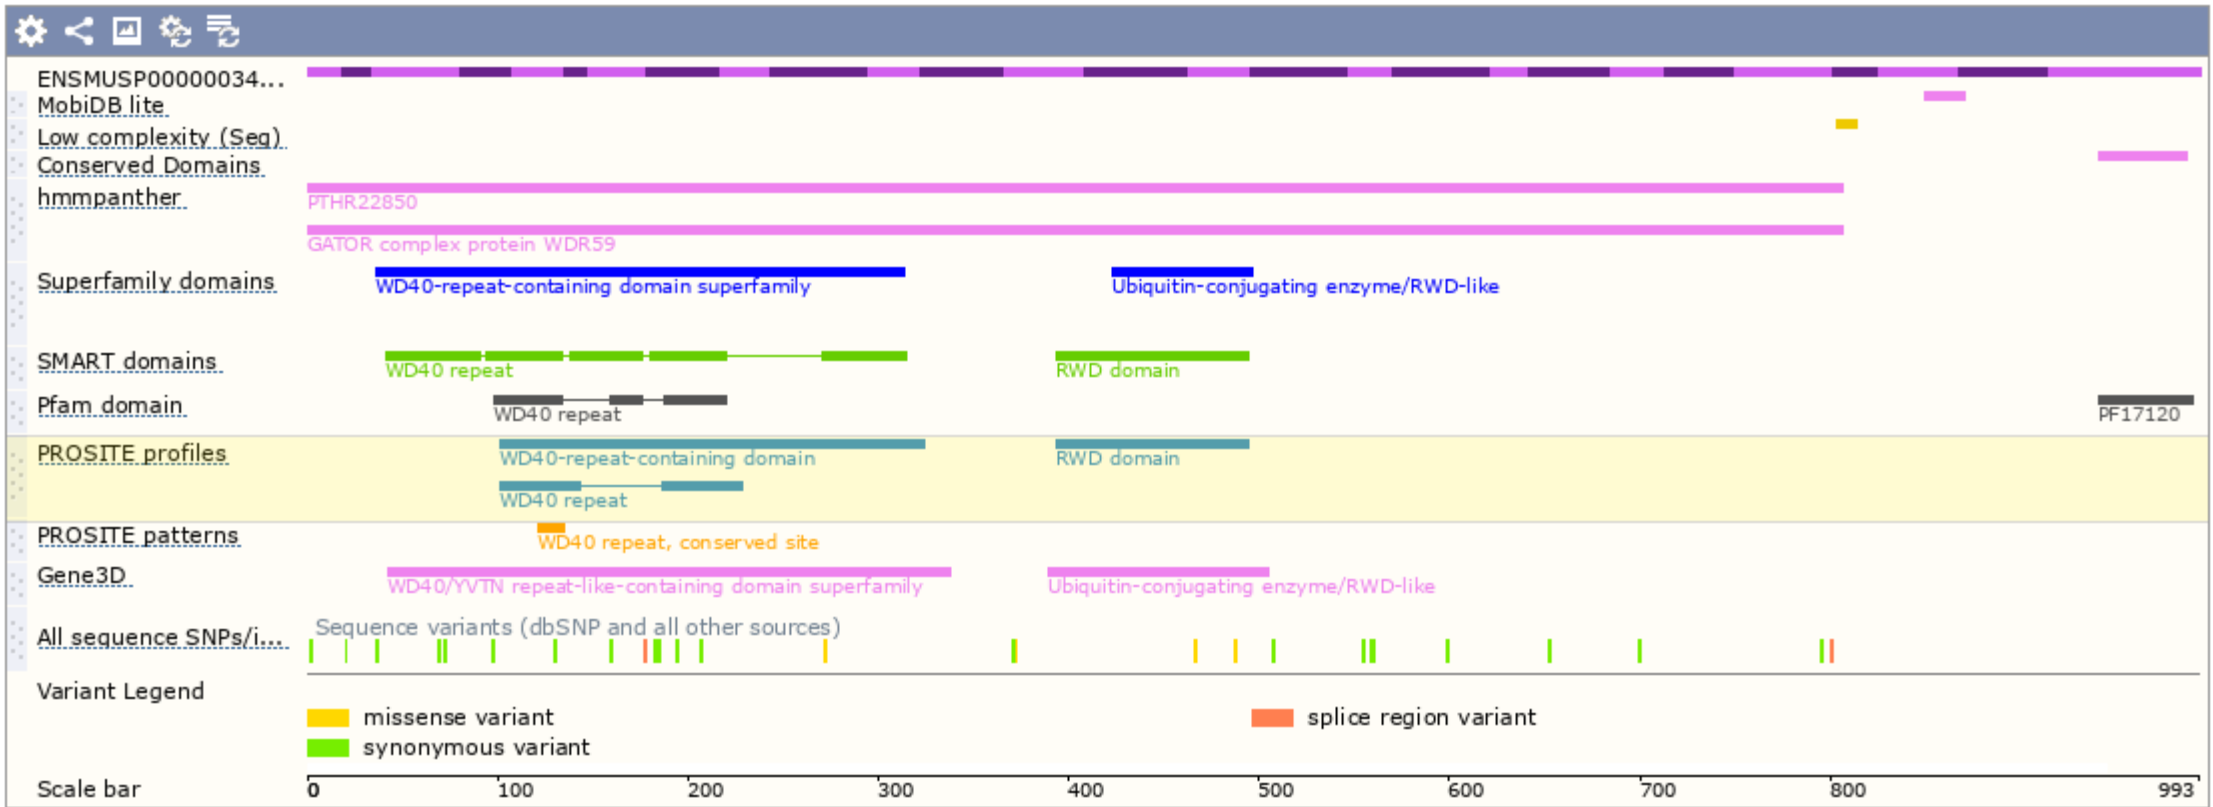 ENSMUSP00000034...
MobiDB lite
Low complexity (Seg)
Conserved Domains
hmmpanther
PTHR22850
GATOR complex protein WDR59
Superfamily domains
WD40-repeat-containing domain superfamily
Ubiquitin-conjugating enzyme/RWD-like
SMART domains
WD40 repeat
RWD domain
Pfam domain
WD40 repeat
PF17120
PROSITE profiles
WD40-repeat-containing domain
RWD domain
WD40 repeat
PROSITE patterns
WD40 repeat, conserved site
Gene3D
WD40/YVTN repeat-like-containing domain superfamily
Ubiquitin-conjugating enzyme/RWD-like
All sequence SNPs/i...
Sequence variants (dbSNP and all other sources)
Variant Legend
missense variant
splice region variant
synonymous variant
Scale bar
0 100 200 300 400 500 600 700 800 993